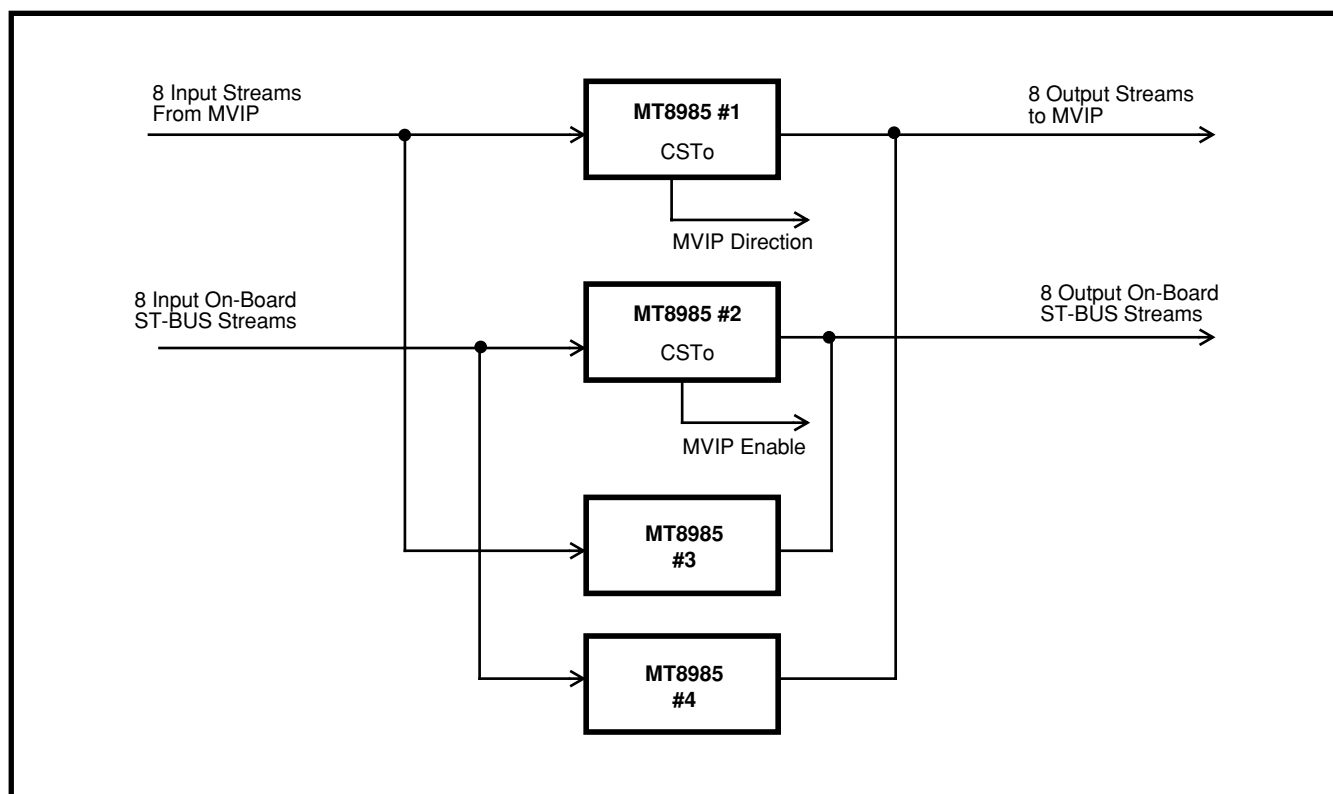 8 Input Streams
From MVIP
MT8985 #1
CSTo
8 Output Streams
to MVIP
MVIP Direction
8 Input On-Board
ST-BUS Streams
MT8985 #2
CSTo
8 Output On-Board
ST-BUS Streams
MVIP Enable
MT8985
#3
MT8985
#4